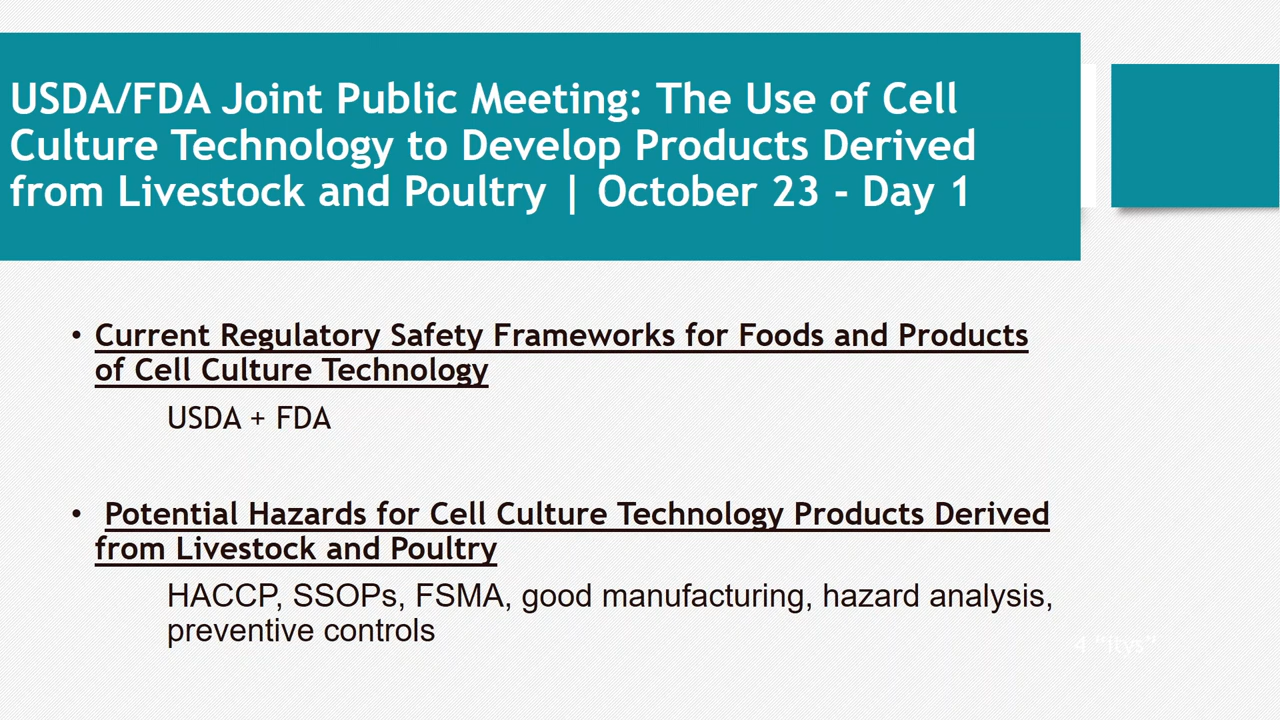 USDA/FDA Joint Public Meeting: The Use of Cell
Culture Technology to Develop Products Derived
from Livestock and Poultry | October 23 - Day 1
• Current Regulatory Safety Frameworks for Foods and Products
of Cell Culture Technology
USDA + FDA
• Potential Hazards for Cell Culture Technology Products Derived
from Livestock and Poultry
HACCP, SSOPs, FSMA, good manufacturing, hazard analysis,
preventive controls
4 “itys”